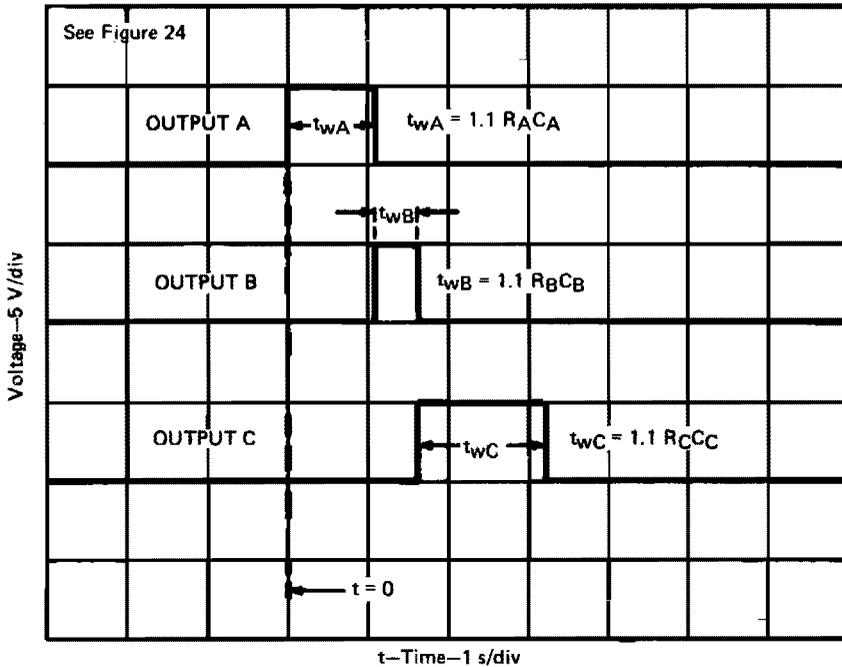 See Figure 24
OUTPUT A
twA
twA = 1.1 RACA
twB
OUTPUT B
twB = 1.1 RBCB
OUTPUT C
twC
twC = 1.1 RCCC
t = 0
Voltage—5 V/div
t—Time—1 s/div